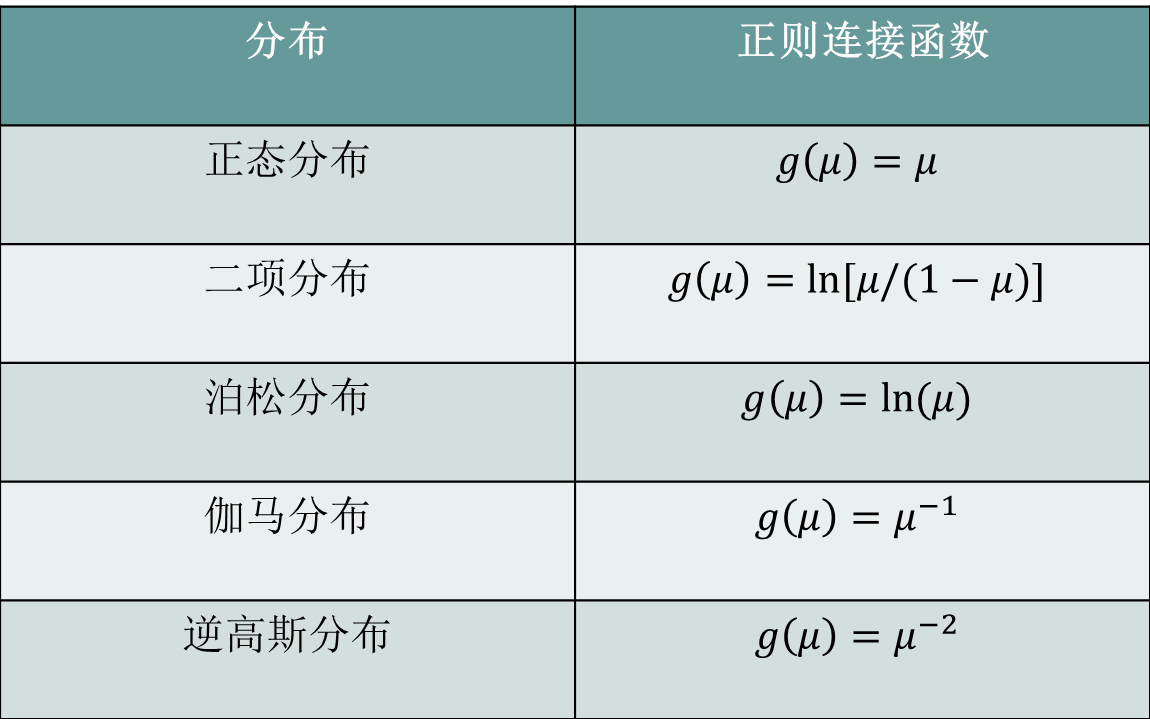 分布
正则连接函数
正态分布
g(μ) = μ
二项分布
g(μ) = ln[μ/(1 − μ)]
泊松分布
g(μ) = ln(μ)
伽马分布
g(μ) = μ⁻¹
逆高斯分布
g(μ) = μ⁻²